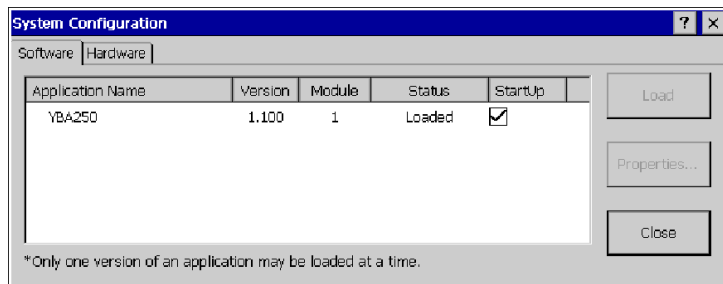 System Configuration ? ×
Software Hardware
Application Name Version Module Status StartUp
YBA250 1.100 1 Loaded
Load
Properties...
Close
*Only one version of an application may be loaded at a time.